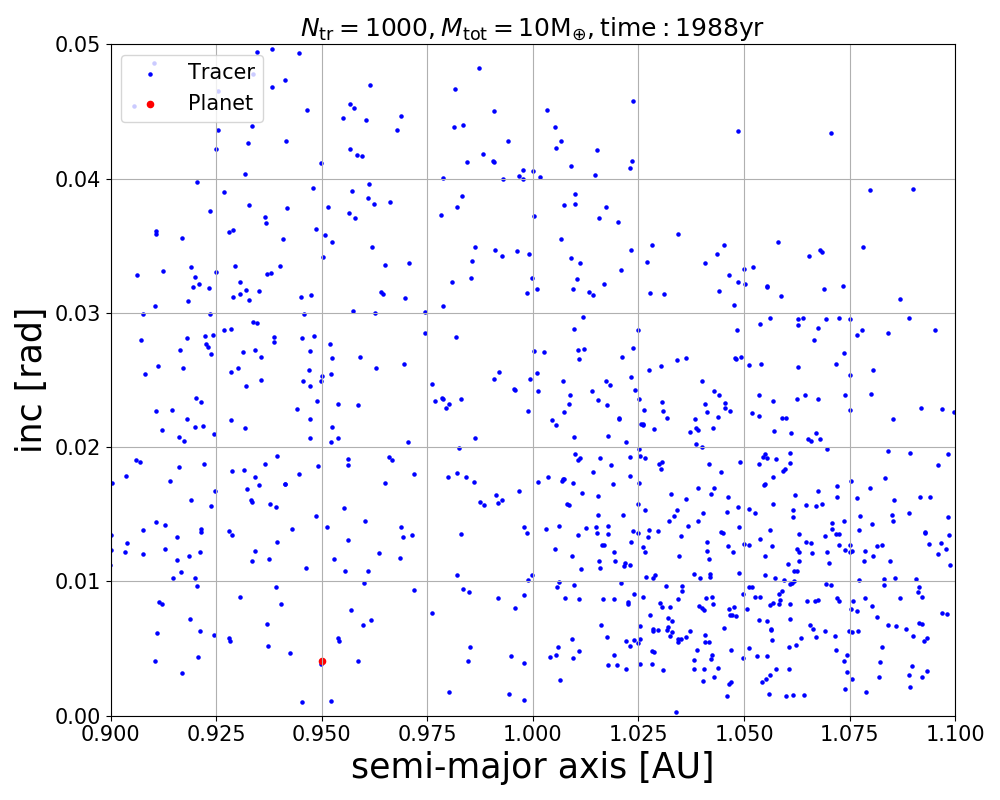 N_tr = 1000, M_tot = 10M_⊕, time : 1988yr
Tracer
Planet
0.05
0.04
0.03
0.02
0.01
0.00
inc [rad]
0.900 0.925 0.950 0.975 1.000 1.025 1.050 1.075 1.100
semi-major axis [AU]